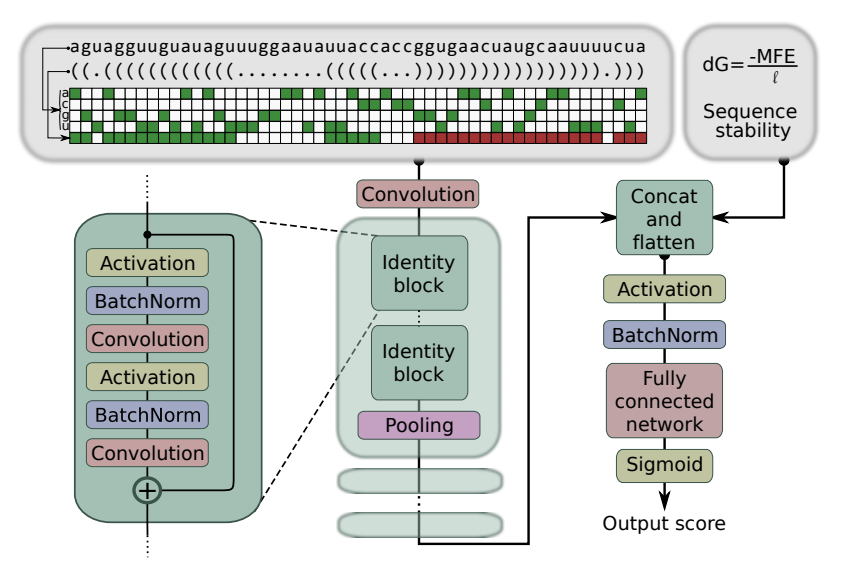 aguagguuguauaguuuggaauauuaccaccggugaacuaugcaauuuucua
((.((((((((((((........((((((...)))))))))))))))))).)))
a
c
g
u
dG=-MFE/ℓ
Sequence
stability
Convolution
Identity
block
Identity
block
Pooling
Activation
BatchNorm
Convolution
Activation
BatchNorm
Convolution
+
Concat
and
flatten
Activation
BatchNorm
Fully
connected
network
Sigmoid
Output score